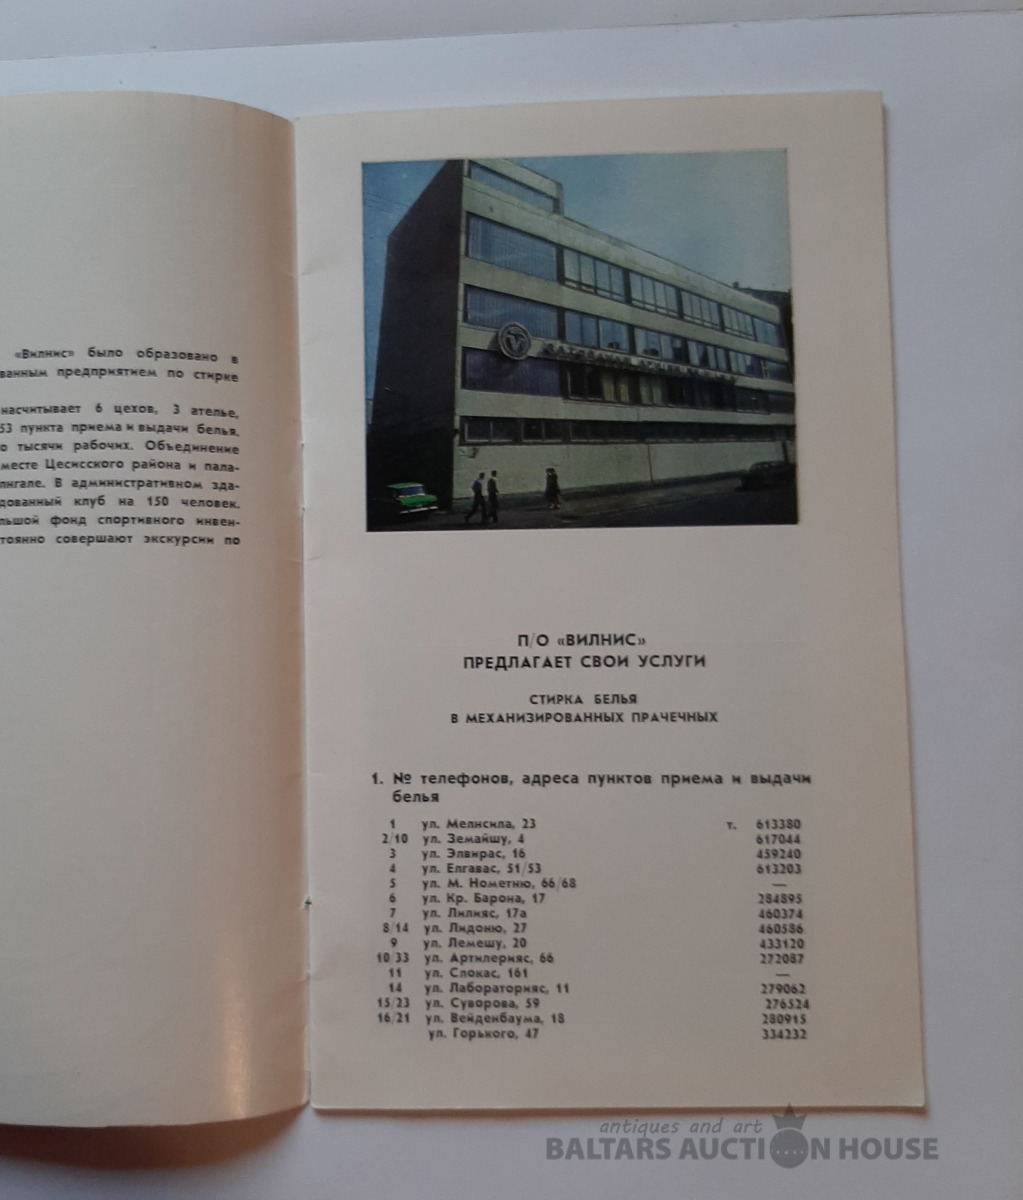 «Вилнис» было образовано в
ванным предприятием по стирке
насчитывает 6 цехов, 3 ателье,
53 пункта приема и выдачи белья.
о тысячи рабочих. Объединение
месте Цесисского района и пала-
лнгале. В административном зда-
дованный клуб на 150 человек.
льшой фонд спортивного инвен-
тоянно совершают экскурсии по
П/О «ВИЛНИС»
ПРЕДЛАГАЕТ СВОИ УСЛУГИ
СТИРКА БЕЛЬЯ
В МЕХАНИЗИРОВАННЫХ ПРАЧЕЧНЫХ
1. № телефонов, адреса пунктов приема и выдачи
белья
1 ул. Мелнсила, 23 т. 613380
2/10 ул. Земайшу, 4 617044
3 ул. Элвирас, 16 459240
4 ул. Елгавас, 51/53 613203
5 ул. М. Нометню, 66/68 —
6 ул. Кр. Барона, 17 284895
7 ул. Лилияс, 17а 460374
8/14 ул. Лидоню, 27 460586
9 ул. Лемешу, 20 433120
10/33 ул. Артилерияс, 66 272087
11 ул. Слокас, 161 —
14 ул. Лабораторияс, 11 279062
15/23 ул. Суворова, 59 276524
16/21 ул. Вейденбаума, 18 280915
ул. Горького, 47 334232
antiques and art
BALTARS AUCTION HOUSE